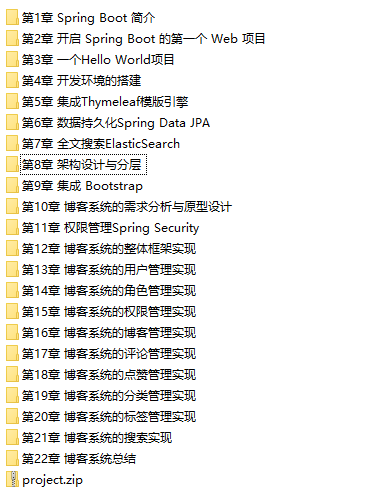 第1章 Spring Boot 简介
第2章 开启 Spring Boot 的第一个 Web 项目
第3章 一个Hello World项目
第4章 开发环境的搭建
第5章 集成Thymeleaf模版引擎
第6章 数据持久化Spring Data JPA
第7章 全文搜索ElasticSearch
第8章 架构设计与分层
第9章 集成 Bootstrap
第10章 博客系统的需求分析与原型设计
第11章 权限管理Spring Security
第12章 博客系统的整体框架实现
第13章 博客系统的用户管理实现
第14章 博客系统的角色管理实现
第15章 博客系统的权限管理实现
第16章 博客系统的博客管理实现
第17章 博客系统的评论管理实现
第18章 博客系统的点赞管理实现
第19章 博客系统的分类管理实现
第20章 博客系统的标签管理实现
第21章 博客系统的搜索实现
第22章 博客系统总结
project.zip